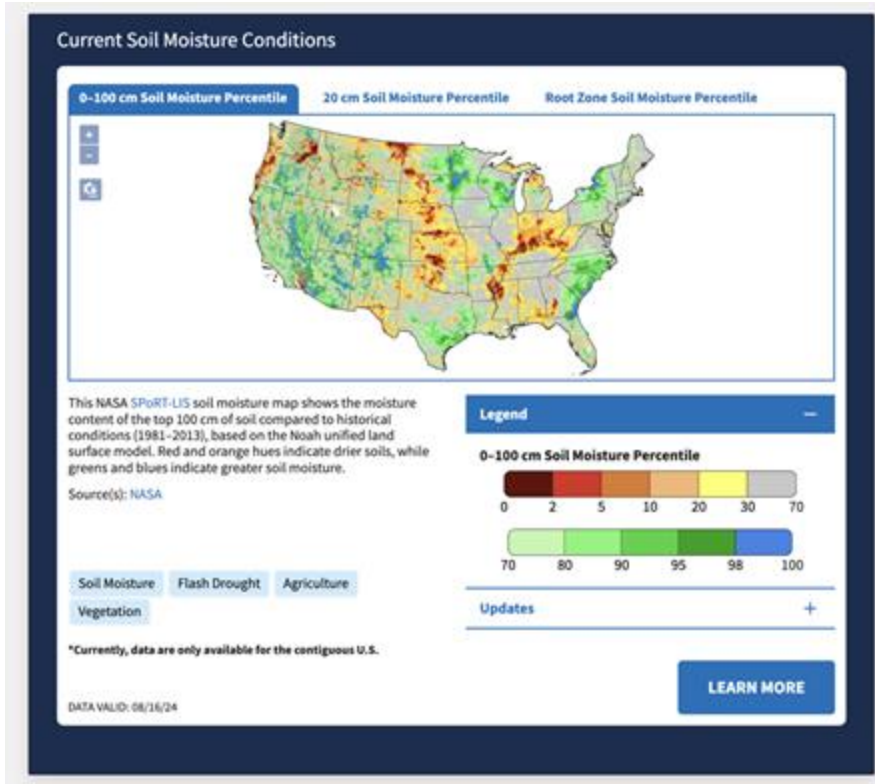 Current Soil Moisture Conditions
0–100 cm Soil Moisture Percentile
20 cm Soil Moisture Percentile
Root Zone Soil Moisture Percentile
+
−
This NASA SPoRT-LIS soil moisture map shows the moisture
content of the top 100 cm of soil compared to historical
conditions (1981–2013), based on the Noah unified land
surface model. Red and orange hues indicate drier soils, while
greens and blues indicate greater soil moisture.
Source(s): NASA
Soil Moisture
Flash Drought
Agriculture
Vegetation
*Currently, data are only available for the contiguous U.S.
DATA VALID: 08/16/24
Legend −
0–100 cm Soil Moisture Percentile
0 2 5 10 20 30 70
70 80 90 95 98 100
Updates +
LEARN MORE